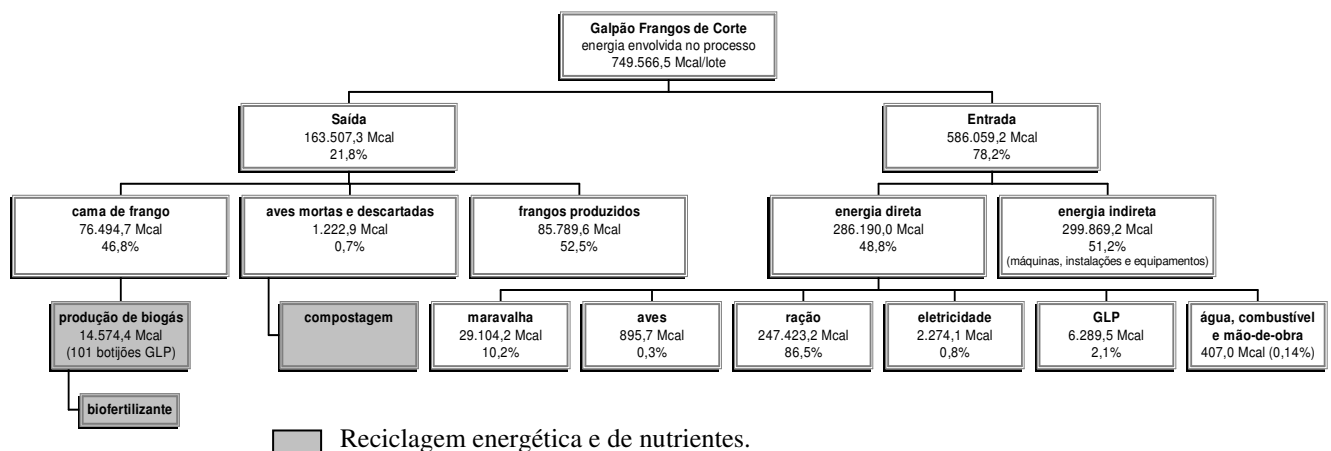 Galpão Frangos de Corte
energia envolvida no processo
749.566,5 Mcal/lote
Saída
163.507,3 Mcal
21,8%
Entrada
586.059,2 Mcal
78,2%
cama de frango
76.494,7 Mcal
46,8%
aves mortas e descartadas
1.222,9 Mcal
0,7%
frangos produzidos
85.789,6 Mcal
52,5%
energia direta
286.190,0 Mcal
48,8%
energia indireta
299.869,2 Mcal
51,2%
(máquinas, instalações e equipamentos)
produção de biogás
14.574,4 Mcal
(101 botijões GLP)
compostagem
maravalha
29.104,2 Mcal
10,2%
aves
895,7 Mcal
0,3%
ração
247.423,2 Mcal
86,5%
eletricidade
2.274,1 Mcal
0,8%
GLP
6.289,5 Mcal
2,1%
água, combustível
e mão-de-obra
407,0 Mcal (0,14%)
biofertilizante
Reciclagem energética e de nutrientes.